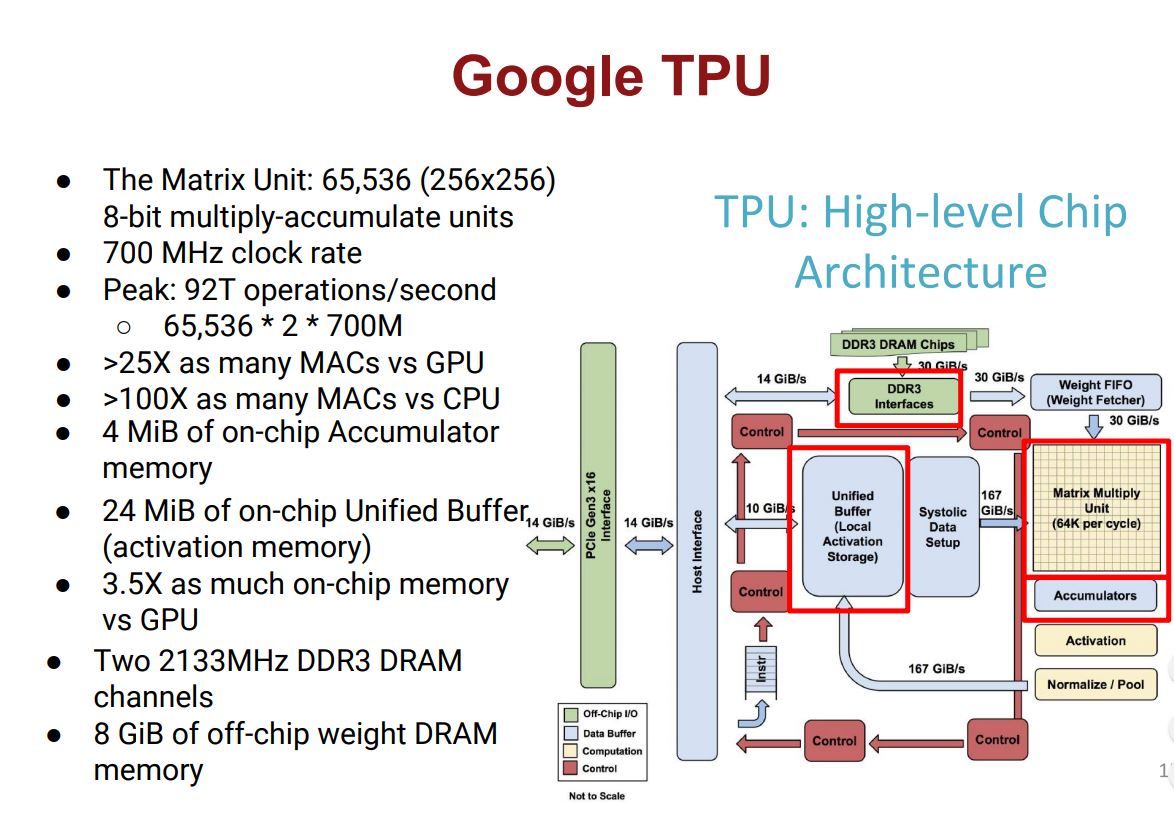 Google TPU
● The Matrix Unit: 65,536 (256x256)
8-bit multiply-accumulate units
● 700 MHz clock rate
● Peak: 92T operations/second
○ 65,536 * 2 * 700M
● >25X as many MACs vs GPU
● >100X as many MACs vs CPU
● 4 MiB of on-chip Accumulator
memory
● 24 MiB of on-chip Unified Buffer,
(activation memory)
● 3.5X as much on-chip memory
vs GPU
● Two 2133MHz DDR3 DRAM
channels
● 8 GiB of off-chip weight DRAM
memory
TPU: High-level Chip
Architecture
DDR3 DRAM Chips
30 GiB/s
14 GiB/s
DDR3
Interfaces
30 GiB/s
Weight FIFO
(Weight Fetcher)
30 GiB/s
Control
Control
14 GiB/s
PCIe Gen3 x16
Interface
14 GiB/s
Host Interface
10 GiB/s
Unified
Buffer
(Local
Activation
Storage)
Systolic
Data
Setup
167
GiB/s
Matrix Multiply
Unit
(64K per cycle)
Control
Accumulators
Activation
Instr
167 GiB/s
Normalize / Pool
Control
Control
Off-Chip I/O
Data Buffer
Computation
Control
Not to Scale